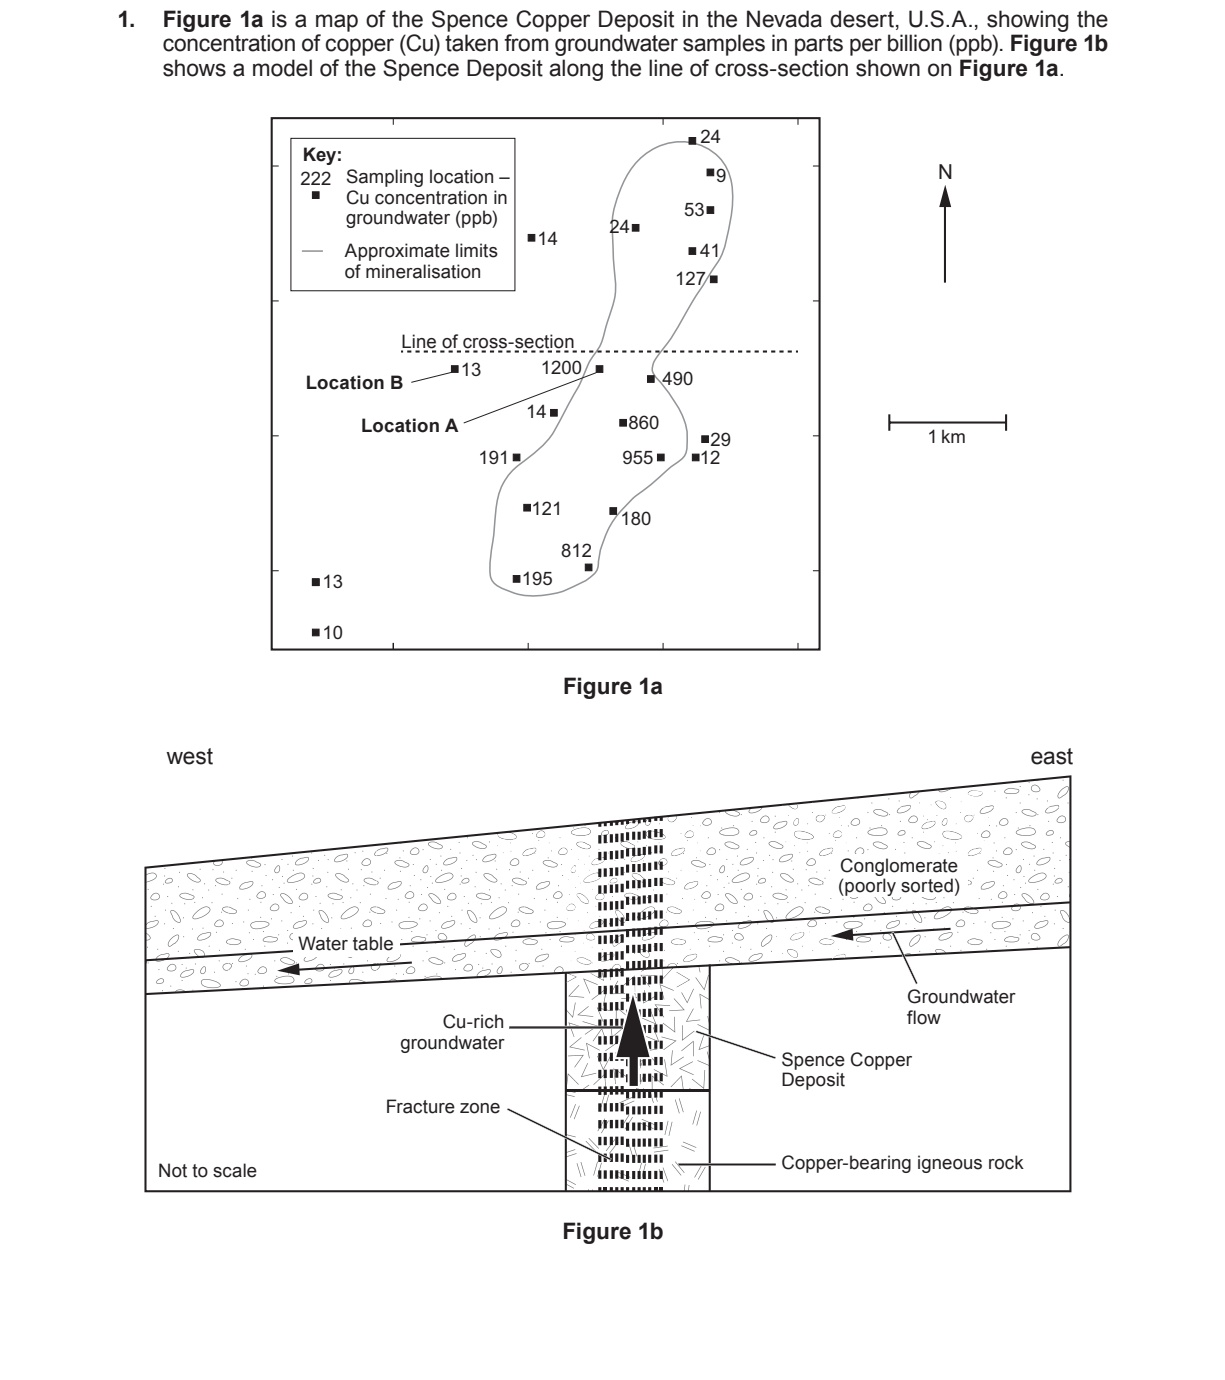 1. Figure 1a is a map of the Spence Copper Deposit in the Nevada desert, U.S.A., showing the
concentration of copper (Cu) taken from groundwater samples in parts per billion (ppb). Figure 1b
shows a model of the Spence Deposit along the line of cross-section shown on Figure 1a.
24
Key:
222 Sampling location –
Cu concentration in
groundwater (ppb)
Approximate limits
of mineralisation
9
N
53
24
14
41
127
Line of cross-section
13
1200
490
Location B
14
860
Location A
29
1 km
191
955
12
121
180
812
195
13
10
Figure 1a
west
east
Conglomerate
(poorly sorted)
Water table
Groundwater
flow
Cu-rich
groundwater
Spence Copper
Deposit
Fracture zone
Copper-bearing igneous rock
Not to scale
Figure 1b